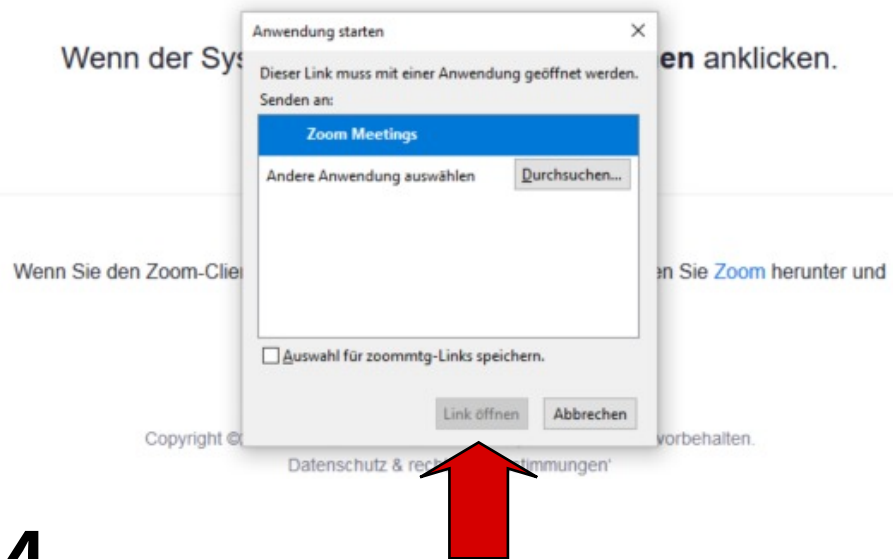 Anwendung starten
Wenn der Sys
en anklicken.
Dieser Link muss mit einer Anwendung geöffnet werden.
Senden an:
Zoom Meetings
Andere Anwendung auswählen
Durchsuchen...
Wenn Sie den Zoom-Clie
en Sie Zoom herunter und
Auswahl für zoommtg-Links speichern.
Link öffnen
Abbrechen
Copyright ©
vorbehalten.
Datenschutz & rech
timmungen'
4